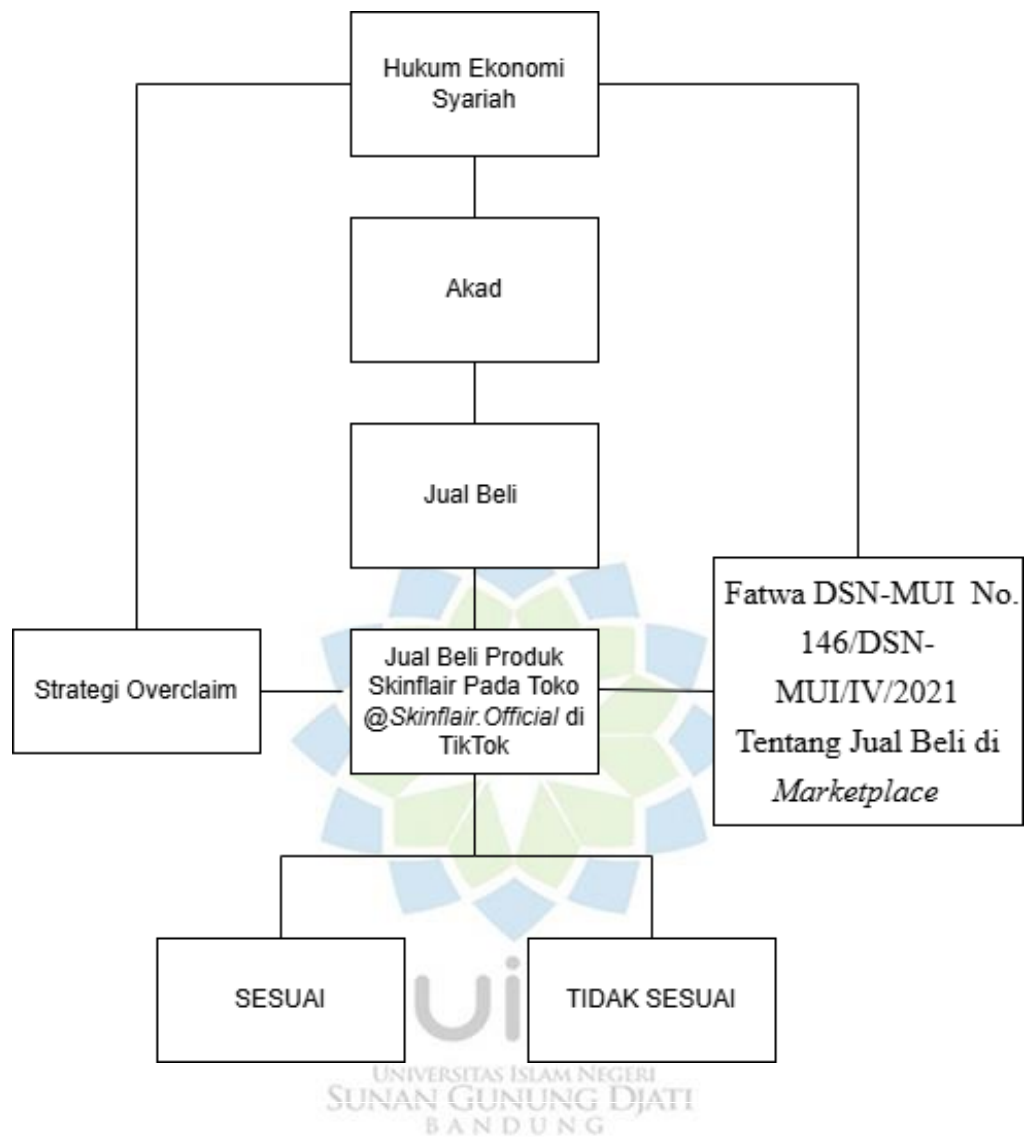 Hukum Ekonomi
Syariah
Akad
Jual Beli
Strategi Overclaim
Jual Beli Produk
Skinflair Pada Toko
@Skinflair.Official di
TikTok
Fatwa DSN-MUI No.
146/DSN-
MUI/IV/2021
Tentang Jual Beli di
Marketplace
SESUAI
TIDAK SESUAI
ui
UNIVERSITAS ISLAM NEGERI
SUNAN GUNUNG DJATI
BANDUNG